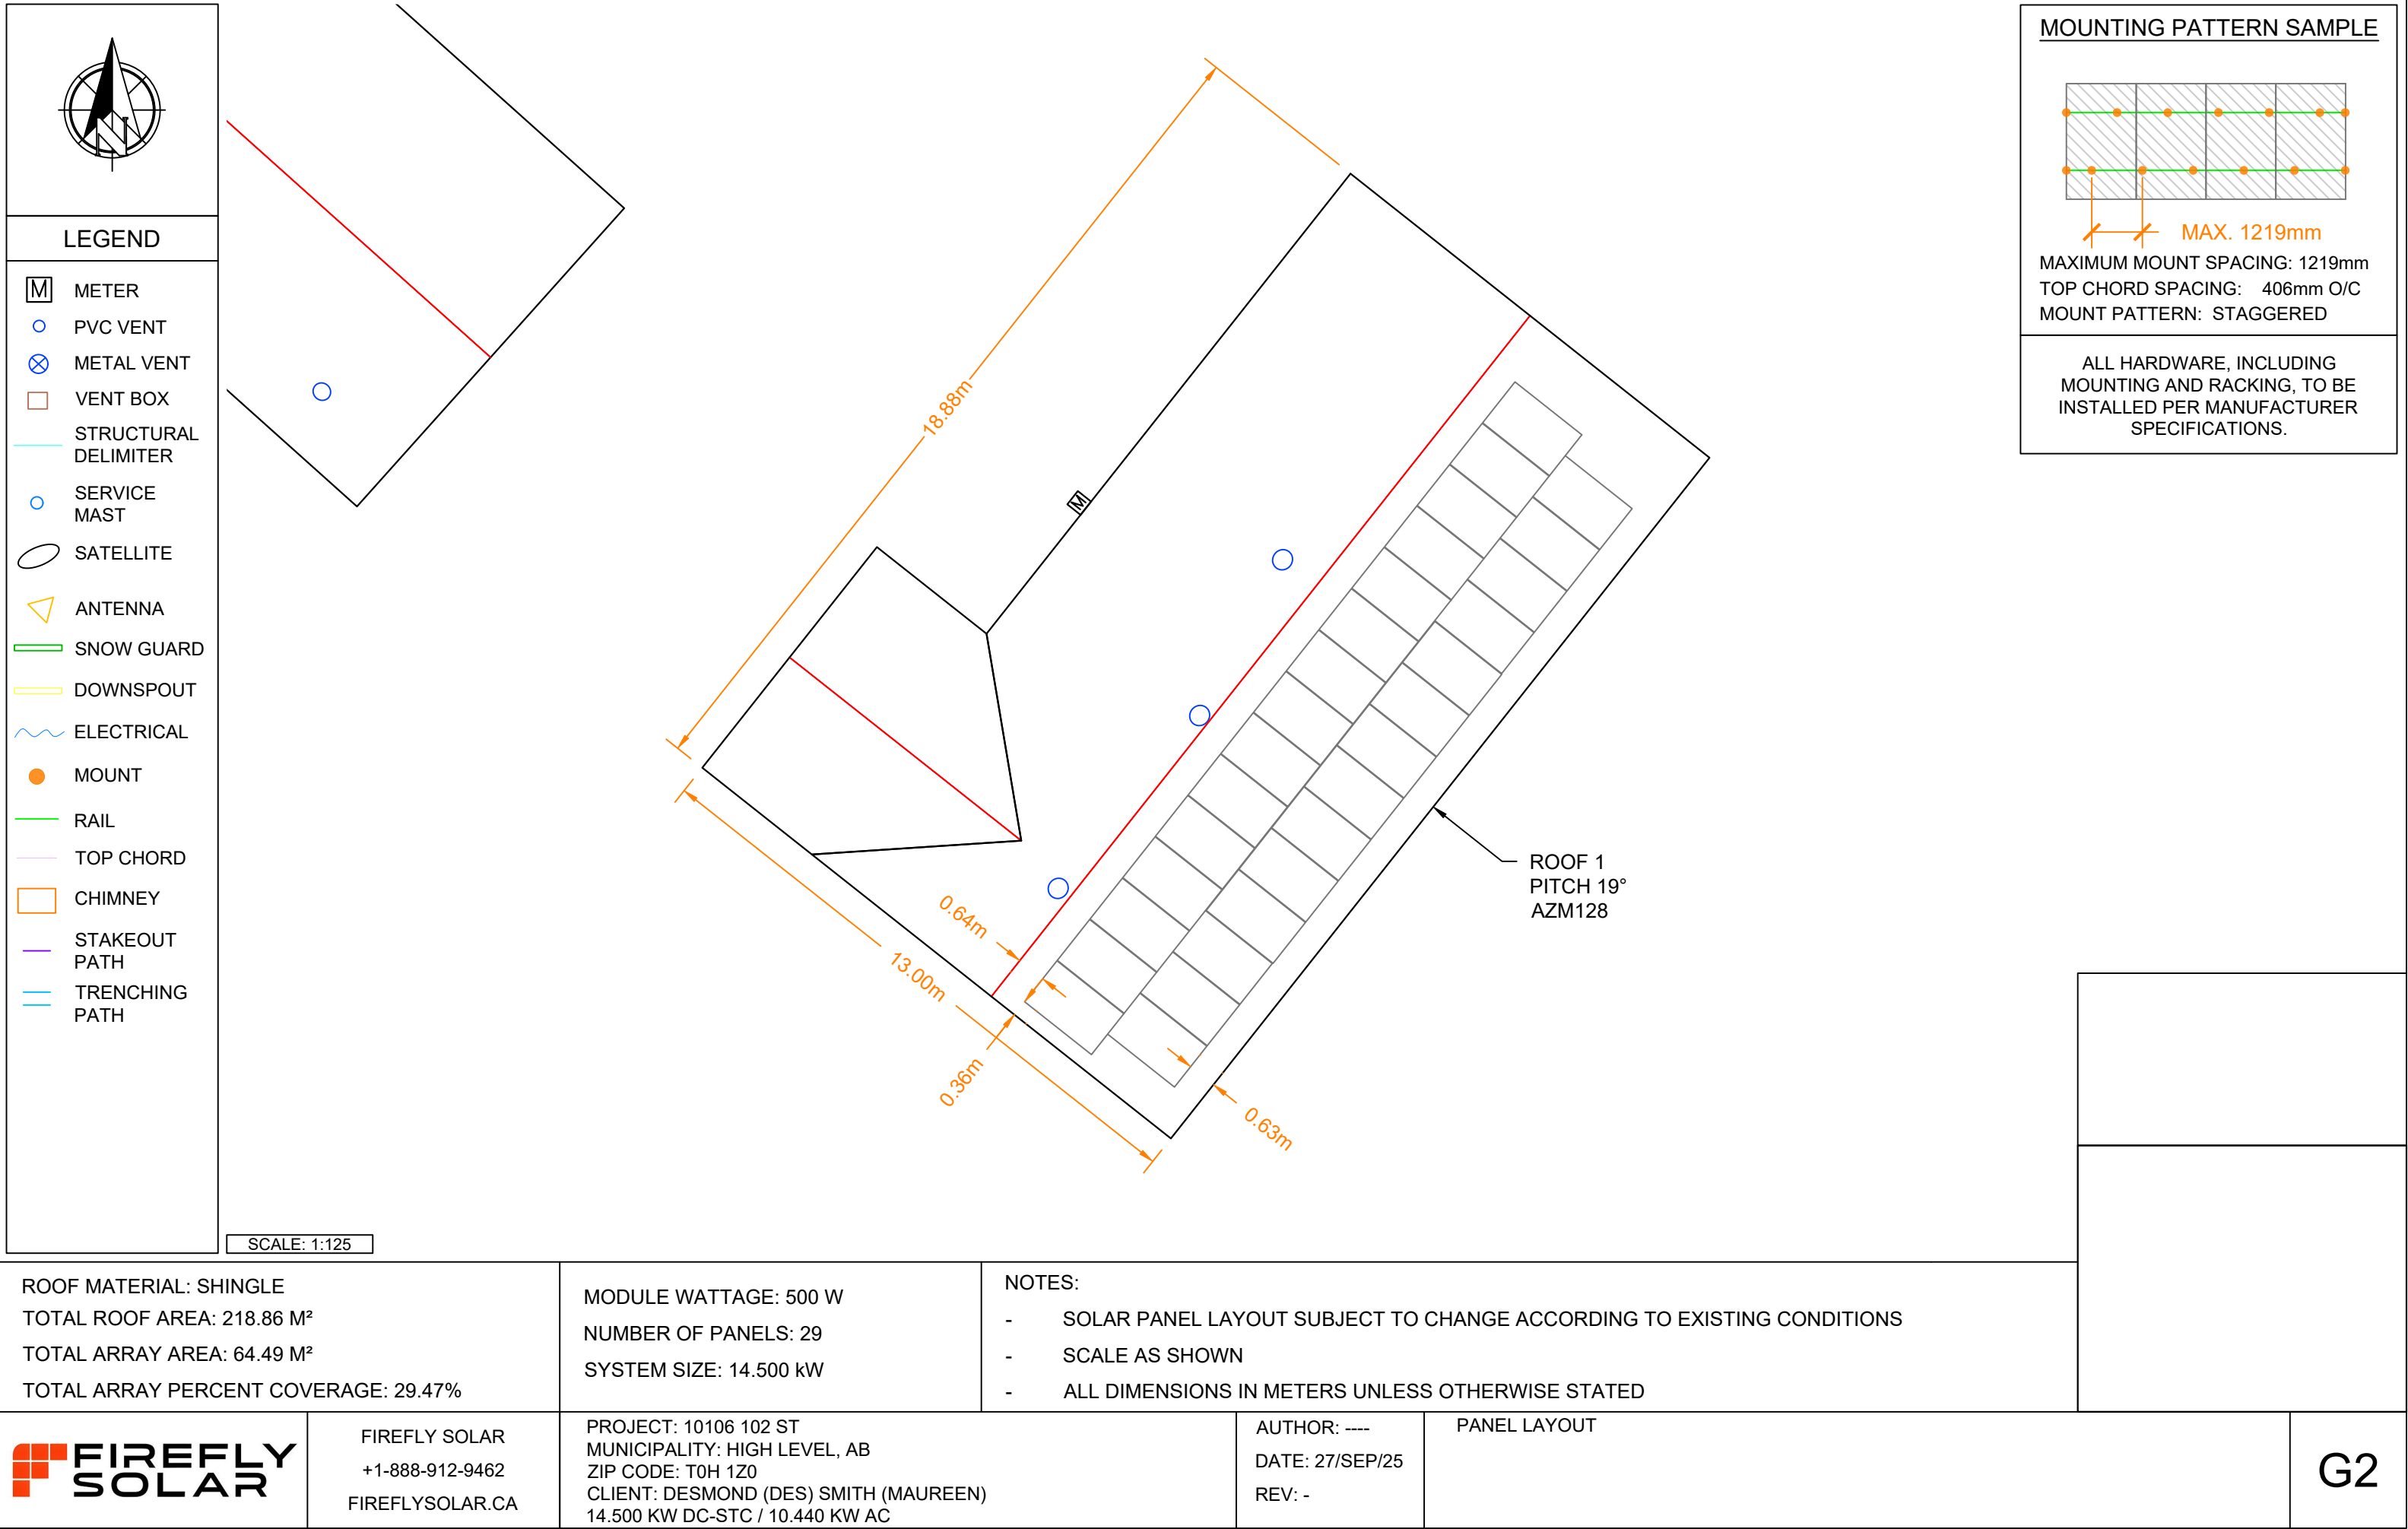 N
LEGEND
M METER
PVC VENT
METAL VENT
VENT BOX
STRUCTURAL
DELIMITER
SERVICE
MAST
SATELLITE
ANTENNA
SNOW GUARD
DOWNSPOUT
ELECTRICAL
MOUNT
RAIL
TOP CHORD
CHIMNEY
STAKEOUT
PATH
TRENCHING
PATH
18.88m
M
0.64m
13.00m
0.36m
0.63m
ROOF 1
PITCH 19°
AZM128
MOUNTING PATTERN SAMPLE
MAX. 1219mm
MAXIMUM MOUNT SPACING: 1219mm
TOP CHORD SPACING: 406mm O/C
MOUNT PATTERN: STAGGERED
ALL HARDWARE, INCLUDING
MOUNTING AND RACKING, TO BE
INSTALLED PER MANUFACTURER
SPECIFICATIONS.
SCALE: 1:125
ROOF MATERIAL: SHINGLE
TOTAL ROOF AREA: 218.86 M²
TOTAL ARRAY AREA: 64.49 M²
TOTAL ARRAY PERCENT COVERAGE: 29.47%
MODULE WATTAGE: 500 W
NUMBER OF PANELS: 29
SYSTEM SIZE: 14.500 kW
NOTES:
- SOLAR PANEL LAYOUT SUBJECT TO CHANGE ACCORDING TO EXISTING CONDITIONS
- SCALE AS SHOWN
- ALL DIMENSIONS IN METERS UNLESS OTHERWISE STATED
FIREFLY
SOLAR
FIREFLY SOLAR
+1-888-912-9462
FIREFLYSOLAR.CA
PROJECT: 10106 102 ST
MUNICIPALITY: HIGH LEVEL, AB
ZIP CODE: T0H 1Z0
CLIENT: DESMOND (DES) SMITH (MAUREEN)
14.500 KW DC-STC / 10.440 KW AC
AUTHOR: ----
DATE: 27/SEP/25
REV: -
PANEL LAYOUT
G2